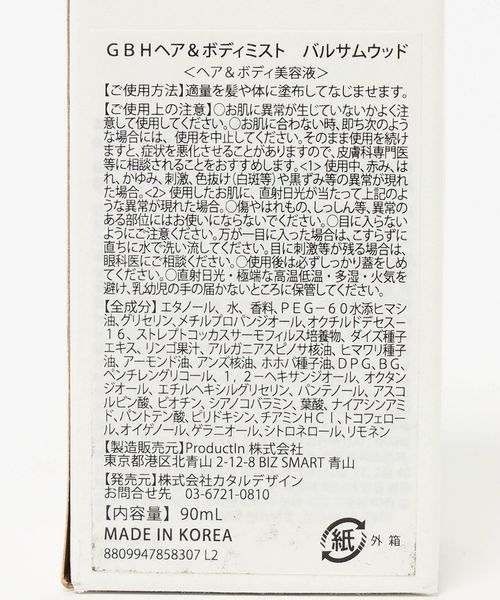 GBHヘア&ボディミスト バルサムウッド
<ヘア&ボディ美容液>
【ご使用方法】適量を髪や体に塗布してなじませます。
【ご使用上の注意】○お肌に異常が生じていないかよく注
意して使用してください。○お肌に合わない時、即ち次のよう
な場合には、使用を中止してください。そのまま使用を続け
ますと、症状を悪化させることがありますので、皮膚科専門医
等に相談されることをおすすめします。<1> 使用中、赤み、は
れ、かゆみ、刺激、色抜け(白斑等)や黒ずみ等の異常が現れ
た場合。<2> 使用したお肌に、直射日光が当たって上記のよ
うな異常が現れた場合。○傷やはれもの、しっしん等、異常の
ある部位にはお使いにならないでください。○目に入らない
ようにご注意ください。万が一目に入った場合は、こすらずに
直ちに水で洗い流してください。目に刺激等が残る場合は、
眼科医にご相談ください。○使用後は必ずしっかり蓋をしめ
てください。○直射日光・極端な高温低温・多湿・火気を
避け、乳幼児の手の届かないところに保管してください。
【全成分】エタノール、水、香料、PEG-60水添ヒマシ
油、グリセリン、メチルプロパンジオール、オクチルドデセス-
16、ストレプトコッカスサーモフィルス培養物、ダイズ種子
エキス、リンゴ果汁、アルガニアスピノサ核油、ヒマワリ種子
油、アーモンド油、アンズ核油、ホホバ種子油、DPG、BG、
ペンチレングリコール、1,2-ヘキサンジオール、オクタン
ジオール、エチルヘキシルグリセリン、パンテノール、アスコ
ルビン酸、ビオチン、シアノコバラミン、葉酸、ナイアシンアミ
ド、パントテン酸、ピリドキシン、チアミンHCl、トコフェロー
ル、オイゲノール、ゲラニオール、シトロネロール、リモネン
【製造販売元】ProductIn 株式会社
東京都港区北青山 2-12-8 BIZ SMART 青山
【発売元】株式会社カタルデザイン
お問合せ先 03-6721-0810
【内容量】90mL
MADE IN KOREA
8809947858307 L2
紙 外箱